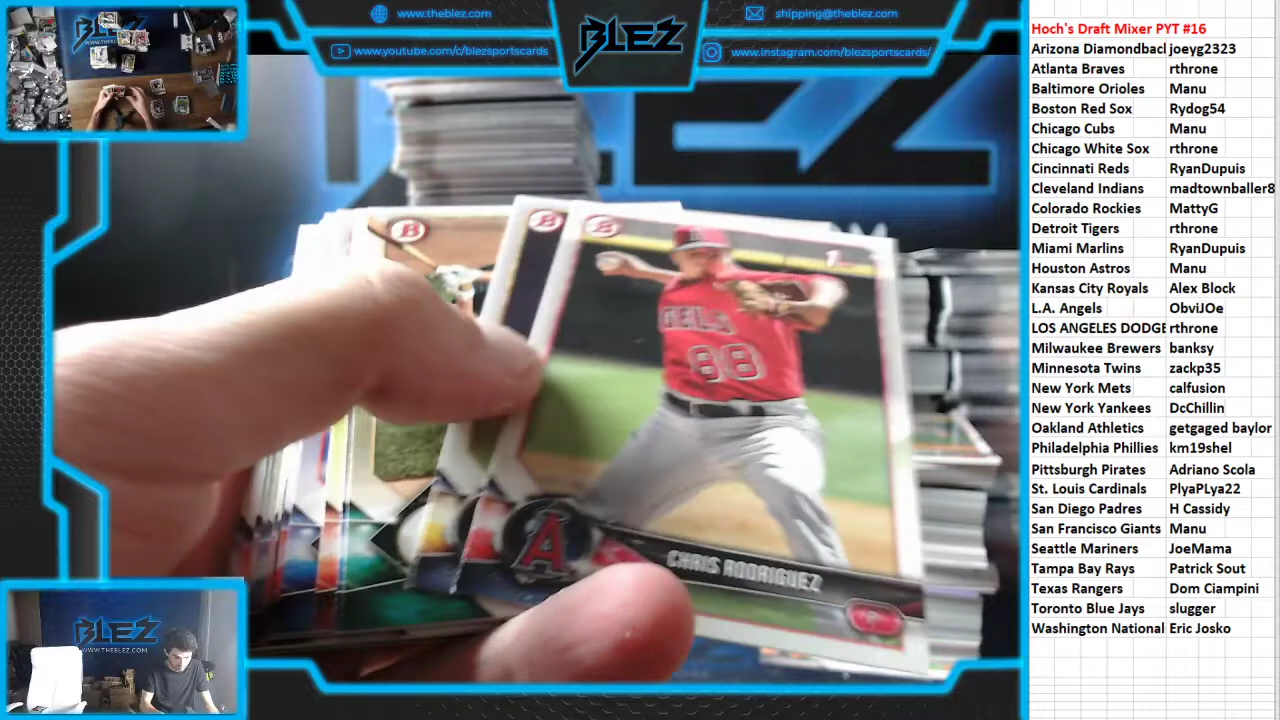 www.theblez.com
shipping@theblez.com
BLEZ
www.youtube.com/c/blezsportscards
www.instagram.com/blezsportscards/
Hoch's Draft Mixer PYT #16
Arizona Diamondbacl joeyg2323
Atlanta Braves rthrone
Baltimore Orioles Manu
Boston Red Sox Rydog54
Chicago Cubs Manu
Chicago White Sox rthrone
Cincinnati Reds RyanDupuis
Cleveland Indians madtownballer8
Colorado Rockies MattyG
Detroit Tigers rthrone
Miami Marlins RyanDupuis
Houston Astros Manu
Kansas City Royals Alex Block
L.A. Angels ObviJOe
LOS ANGELES DODGE rthrone
Milwaukee Brewers banksy
Minnesota Twins zackp35
New York Mets calfusion
New York Yankees DcChillin
Oakland Athletics getgaged baylor
Philadelphia Phillies km19shel
Pittsburgh Pirates Adriano Scola
St. Louis Cardinals PlyaPLya22
San Diego Padres H Cassidy
San Francisco Giants Manu
Seattle Mariners JoeMama
Tampa Bay Rays Patrick Sout
Texas Rangers Dom Ciampini
Toronto Blue Jays slugger
Washington National Eric Josko
B
B
B
88
A
CHRIS RODRIGUEZ
BLEZ
WWW.THEBLEZ.COM